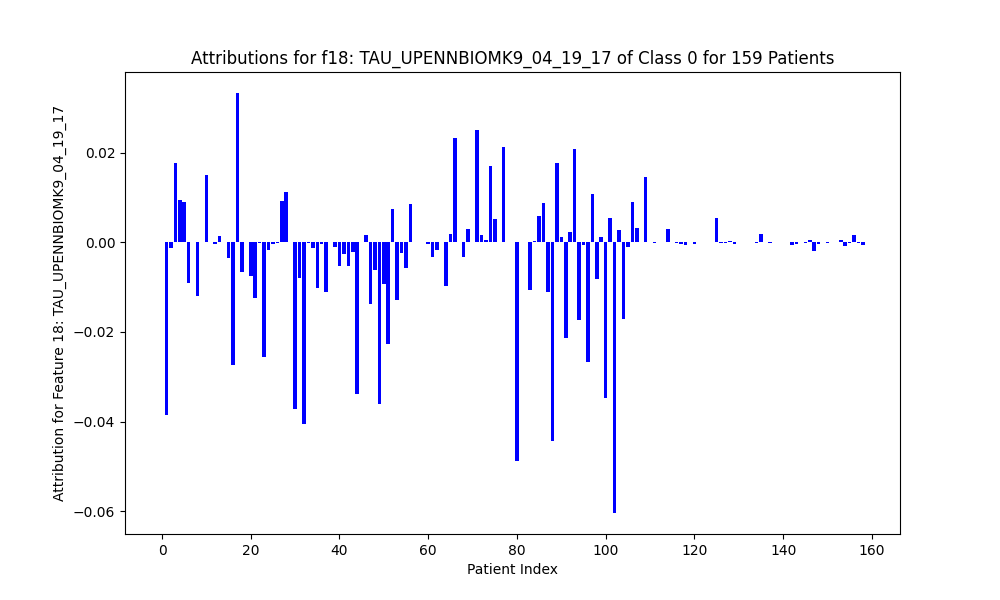 Attributions for f18: TAU_UPENNBIOMK9_04_19_17 of Class 0 for 159 Patients
Attribution for Feature 18: TAU_UPENNBIOMK9_04_19_17
0.02
0.00
−0.02
−0.04
−0.06
0 20 40 60 80 100 120 140 160
Patient Index